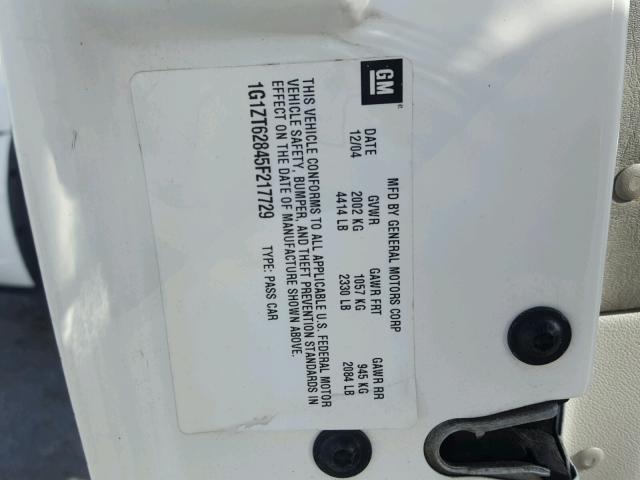 GM
MFD BY GENERAL MOTORS CORP
DATE GVWR GAWR FRT GAWR RR
12/04 2002 KG 1057 KG 945 KG
4414 LB 2330 LB 2084 LB
THIS VEHICLE CONFORMS TO ALL APPLICABLE U.S. FEDERAL MOTOR
VEHICLE SAFETY, BUMPER, AND THEFT PREVENTION STANDARDS IN
EFFECT ON THE DATE OF MANUFACTURE SHOWN ABOVE.
1G1ZT62845F217729 TYPE: PASS CAR